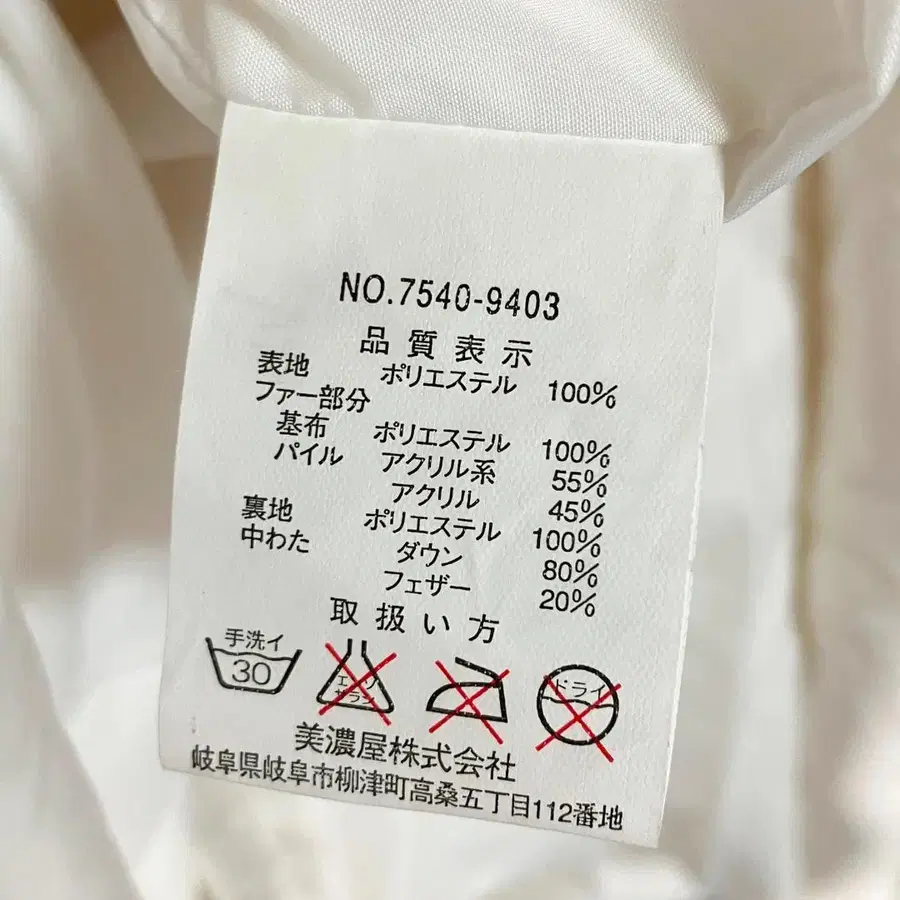 NO.7540-9403
品質表示
表地 ポリエステル 100%
ファー部分
基布 ポリエステル 100%
パイル アクリル系 55%
アクリル 45%
裏地 ポリエステル 100%
中わた ダウン 80%
フェザー 20%
取扱い方
手洗イ
30
エンソ
サラシ
ドライ
美濃屋株式会社
岐阜県岐阜市柳津町高桑五丁目112番地